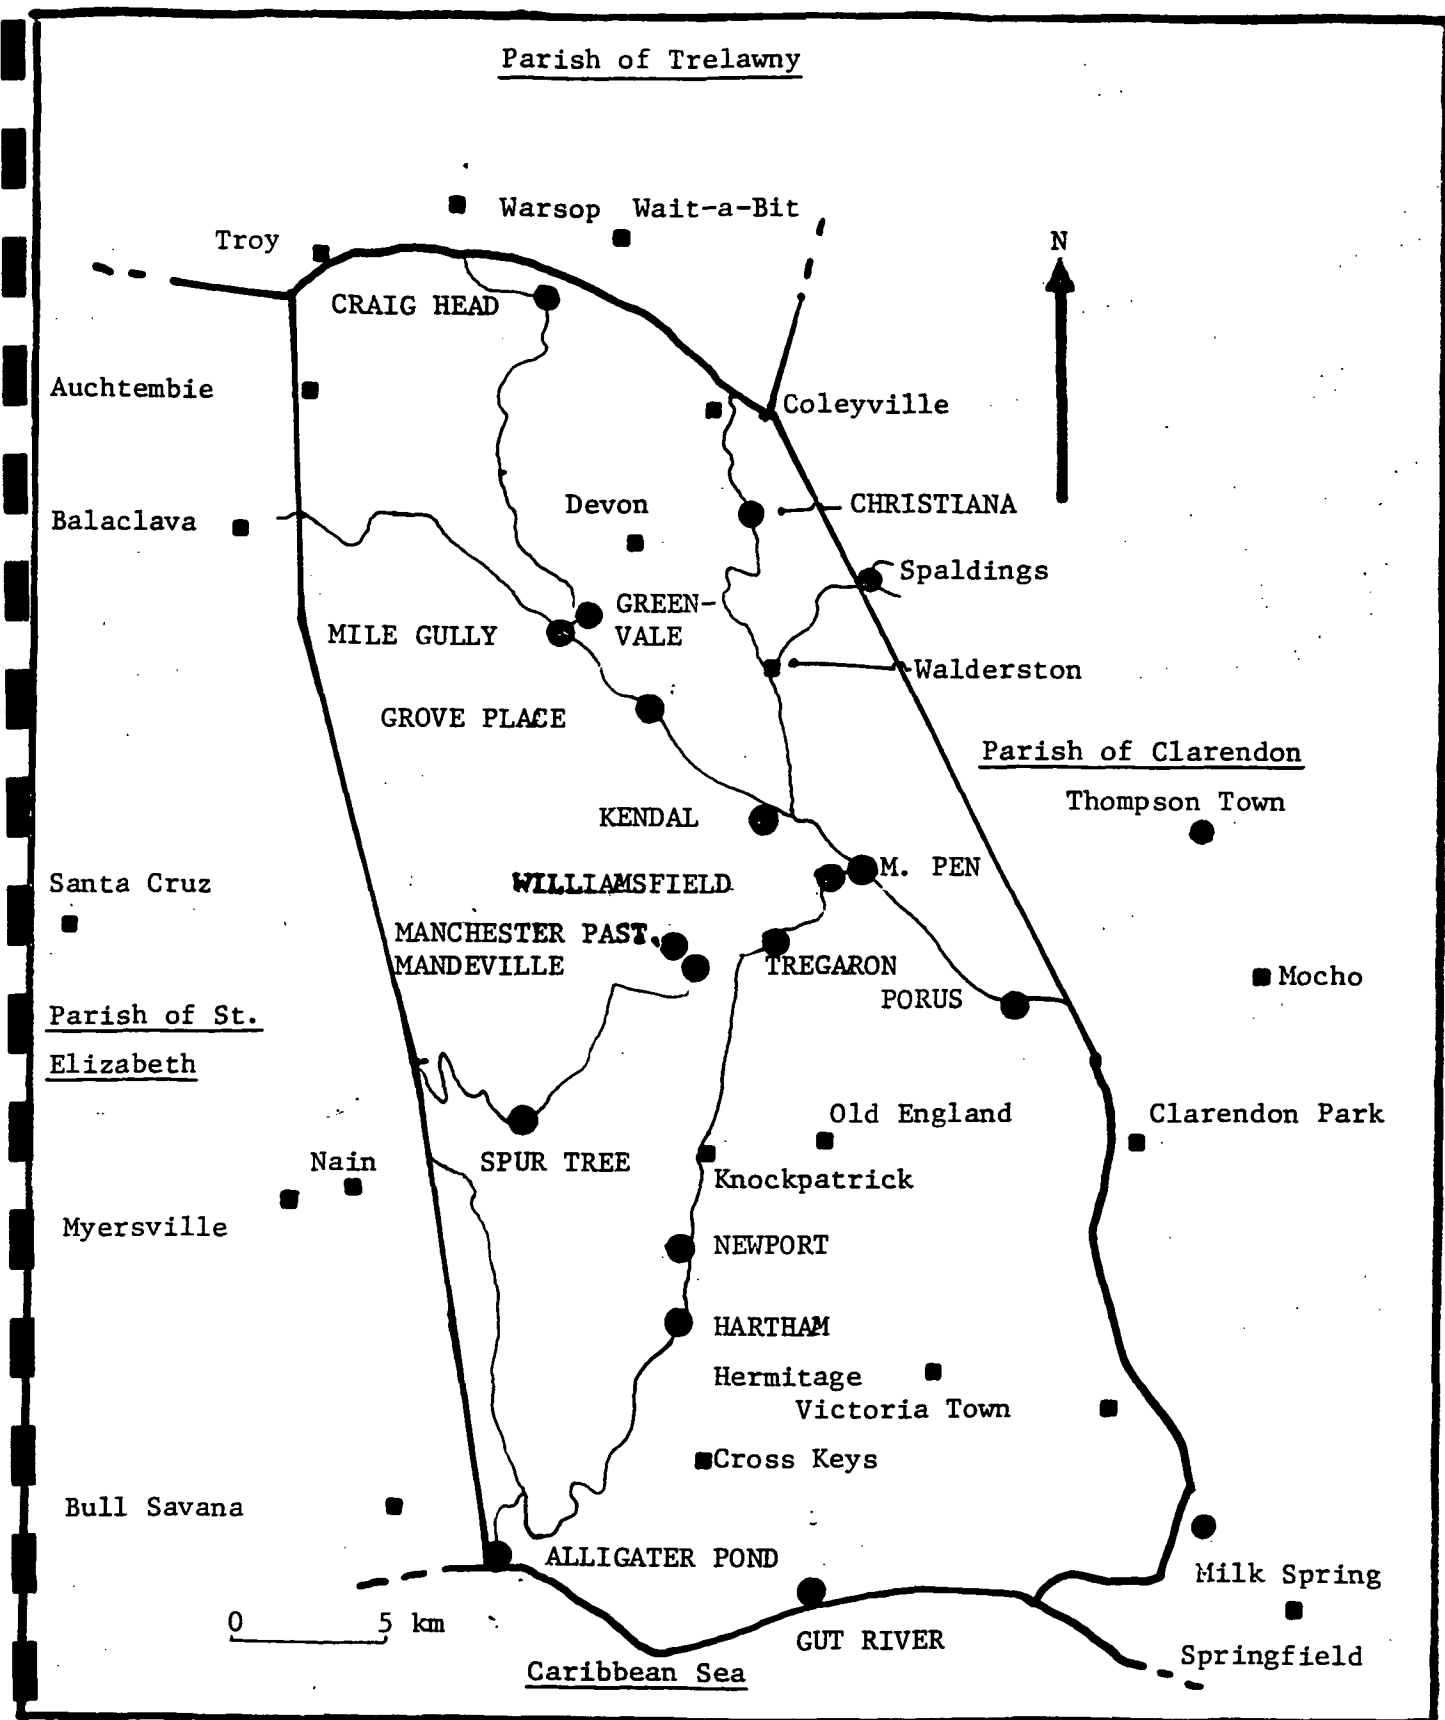 Parish of Trelawny
Warsop
Wait-a-Bit
Troy
N
CRAIG HEAD
Auchtembie
Coleyville
Devon
CHRISTIANA
Balaclava
Spaldings
GREEN-
VALE
MILE GULLY
Walderston
GROVE PLACE
Parish of Clarendon
Thompson Town
KENDAL
M. PEN
Santa Cruz
WILLIAMSFIELD
MANCHESTER PAST.
MANDEVILLE
TREGARON
Mocho
PORUS
Parish of St.
Elizabeth
Old England
Clarendon Park
Nain
SPUR TREE
Knockpatrick
Myersville
NEWPORT
HARTHAM
Hermitage
Victoria Town
Cross Keys
Bull Savana
ALLIGATER POND
Milk Spring
0 5 km
GUT RIVER
Springfield
Caribbean Sea